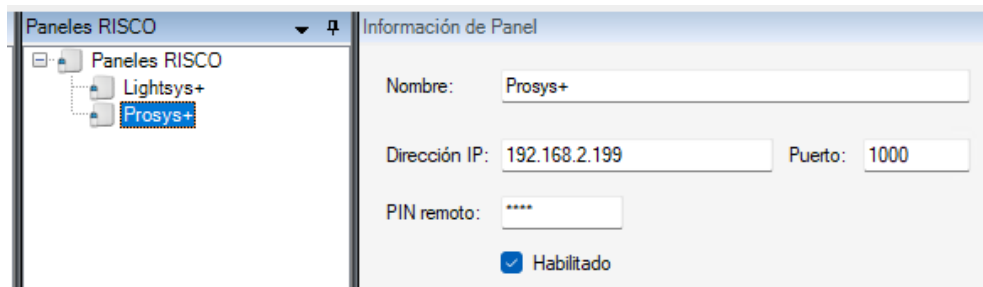 Paneles RISCO
Paneles RISCO
Lightsys+
Prosys+
Información de Panel
Nombre: Prosys+
Dirección IP: 192.168.2.199 Puerto: 1000
PIN remoto: ****
Habilitado